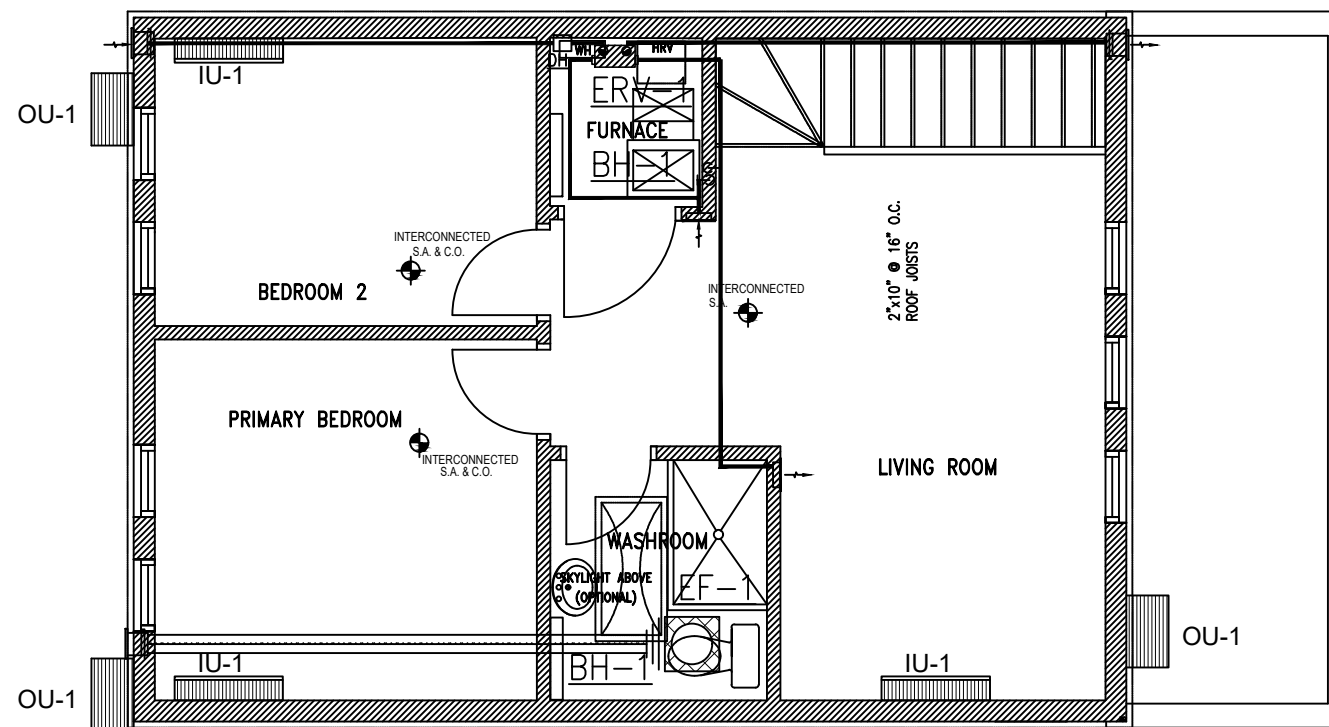 IU-1
OU-1
WH
HRV
DH
ERV-1
FURNACE
BH-1
INTERCONNECTED
S.A. & C.O.
BEDROOM 2
INTERCONNECTED
S.A.
2"x10" @ 16" O.C.
ROOF JOISTS
PRIMARY BEDROOM
INTERCONNECTED
S.A. & C.O.
LIVING ROOM
WASHROOM
SKYLIGHT ABOVE
(OPTIONAL)
EF-1
OU-1
IU-1
BH-1
IU-1
OU-1